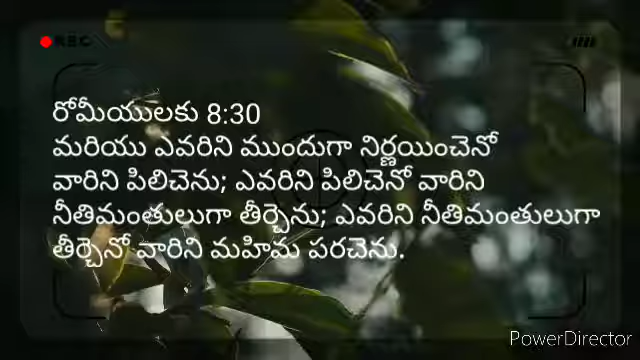 REC
రోమీయులకు 8:30
మరియు ఎవరిని ముందుగా నిర్ణయించెనో
వారిని పిలిచెను; ఎవరిని పిలిచెనో వారిని
నీతిమంతులుగా తీర్చెను; ఎవరిని నీతిమంతులుగా
తీర్చెనో వారిని మహిమ పరచెను.
PowerDirector